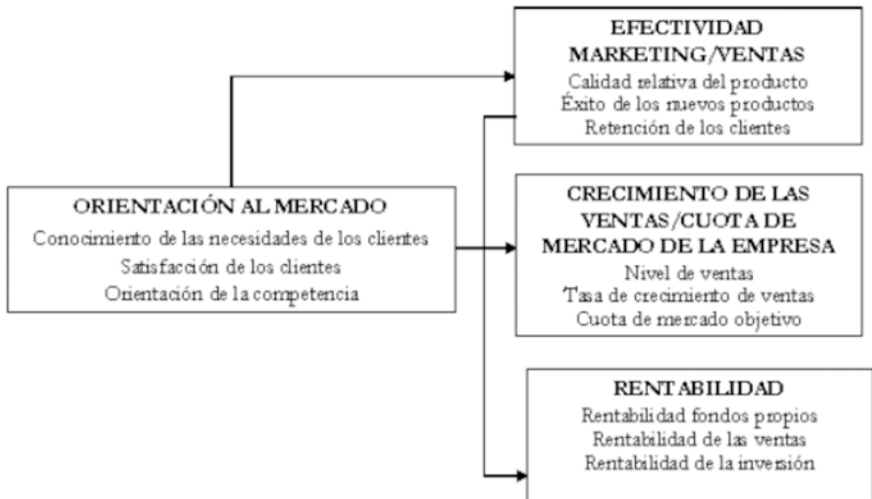 EFECTIVIDAD
MARKETING/VENTAS
Calidad relativa del producto
Éxito de los nuevos productos
Retención de los clientes
ORIENTACIÓN AL MERCADO
Conocimiento de las necesidades de los clientes
Satisfacción de los clientes
Orientación de la competencia
CRECIMIENTO DE LAS
VENTAS/CUOTA DE
MERCADO DE LA EMPRESA
Nivel de ventas
Tasa de crecimiento de ventas
Cuota de mercado objetivo
RENTABILIDAD
Rentabilidad fondos propios
Rentabilidad de las ventas
Rentabilidad de la inversión